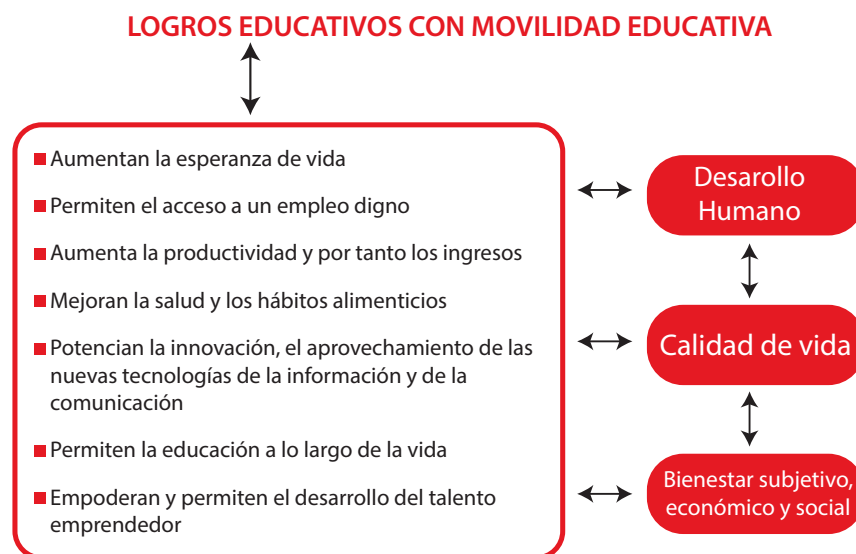 LOGROS EDUCATIVOS CON MOVILIDAD EDUCATIVA
Aumentan la esperanza de vida
Permiten el acceso a un empleo digno
Aumenta la productividad y por tanto los ingresos
Mejoran la salud y los hábitos alimenticios
Potencian la innovación, el aprovechamiento de las
nuevas tecnologías de la información y de la
comunicación
Permiten la educación a lo largo de la vida
Empoderan y permiten el desarrollo del talento
emprendedor
Desarollo
Humano
Calidad de vida
Bienestar subjetivo,
económico y social